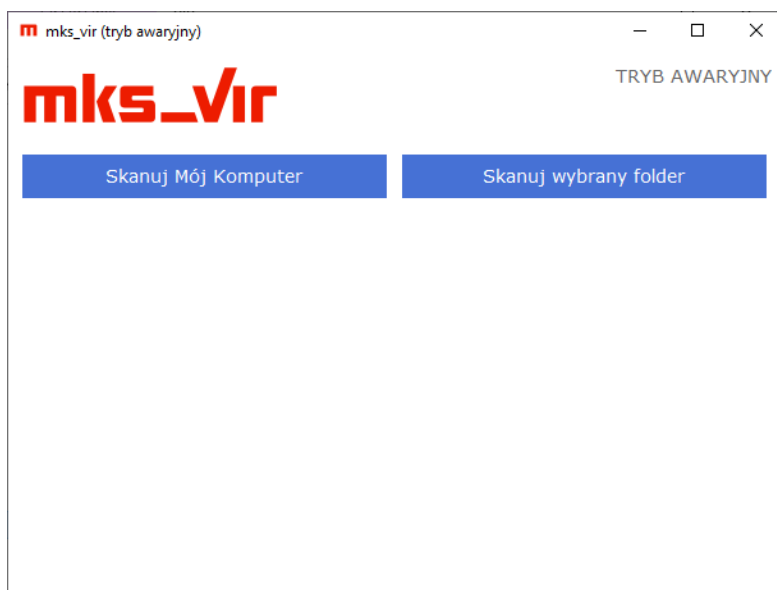 mks_vir (tryb awaryjny)
mks_vir
TRYB AWARYJNY
Skanuj Mój Komputer
Skanuj wybrany folder